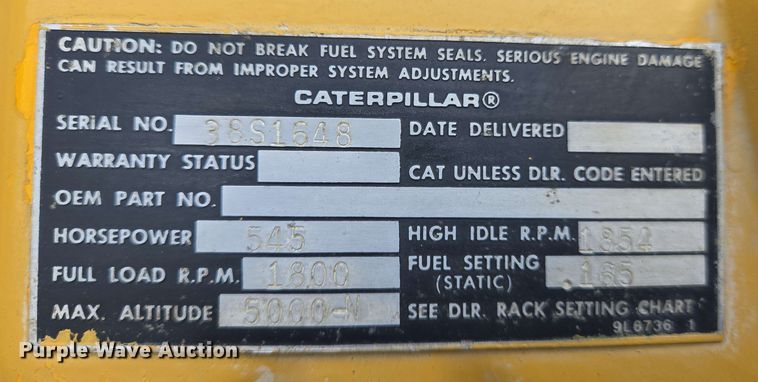 CAUTION: DO NOT BREAK FUEL SYSTEM SEALS. SERIOUS ENGINE DAMAGE
CAN RESULT FROM IMPROPER SYSTEM ADJUSTMENTS.
CATERPILLAR®
SERIAL NO. 38S1648 DATE DELIVERED
WARRANTY STATUS CAT UNLESS DLR. CODE ENTERED
OEM PART NO.
HORSEPOWER 545 HIGH IDLE R.P.M. 1854
FULL LOAD R.P.M. 1800 FUEL SETTING (STATIC) .165
MAX. ALTITUDE 5000-N SEE DLR. RACK SETTING CHART
9L6736 1
Purple Wave Auction